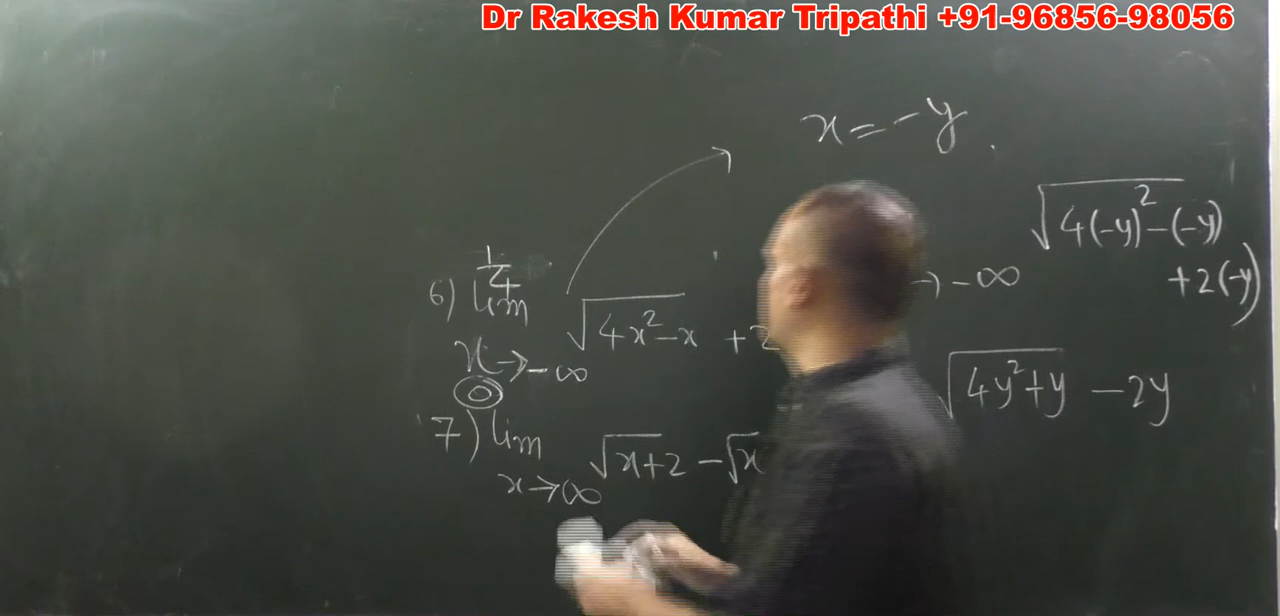 Dr Rakesh Kumar Tripathi +91-96856-98056
x = -y
√(4(-y)² - (-y))
+ 2(-y)
→ -∞
1/4
6) lim √(4x² - x) + 2
x → -∞
√(4y² + y) - 2y
0
7) lim √(x+2) - √x
x → ∞